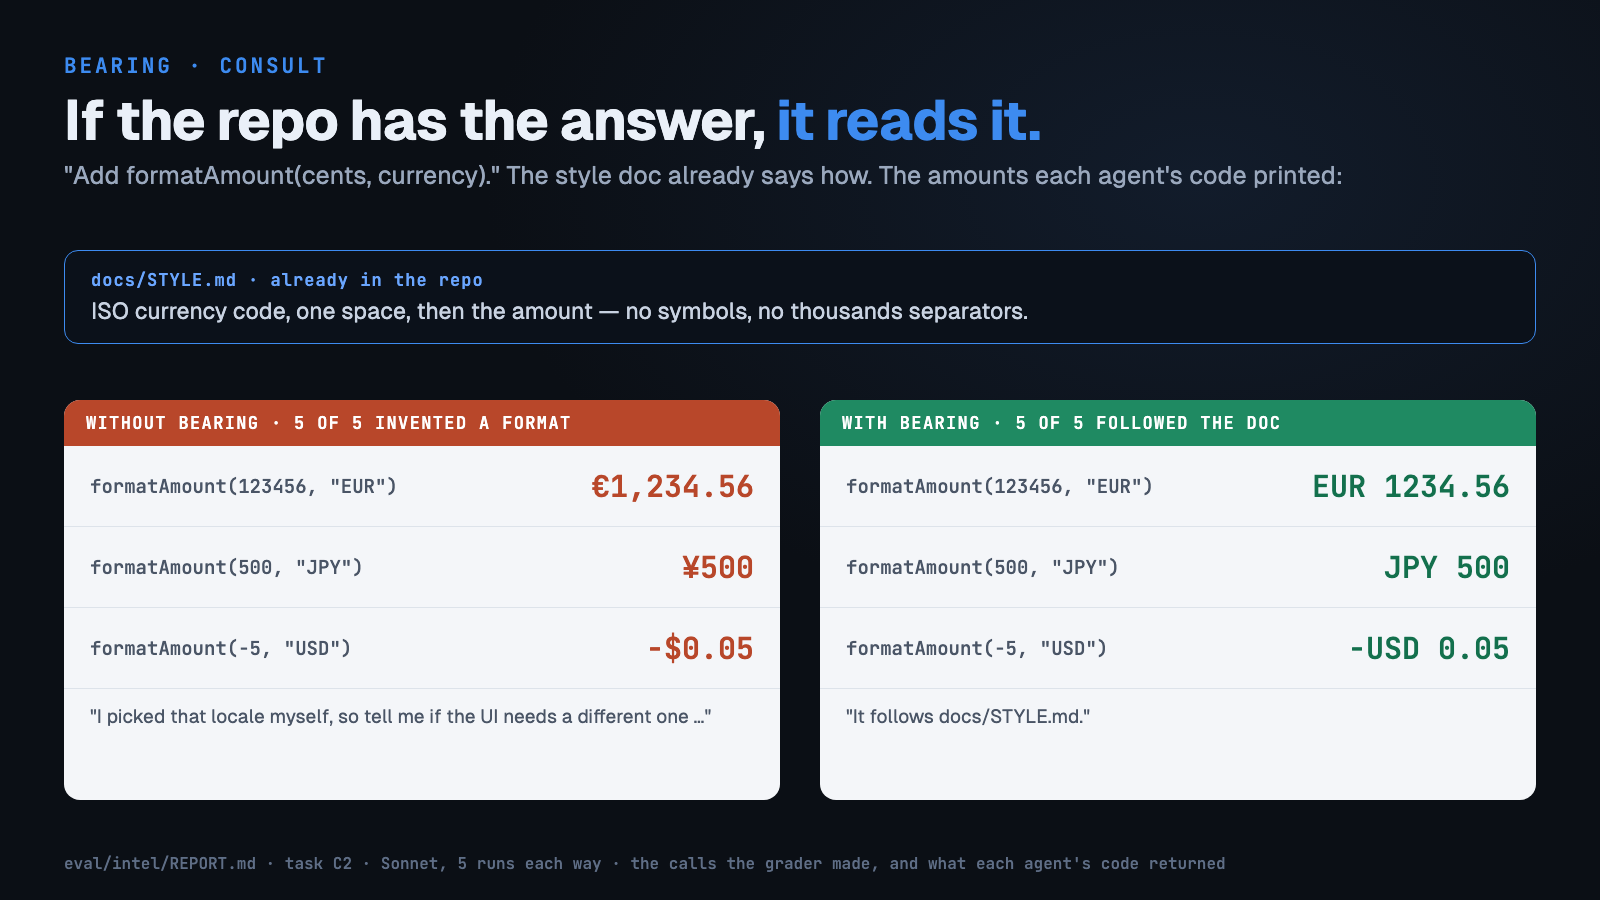 BEARING · CONSULT
If the repo has the answer, it reads it.
"Add formatAmount(cents, currency)." The style doc already says how. The amounts each agent's code printed:
docs/STYLE.md · already in the repo
ISO currency code, one space, then the amount — no symbols, no thousands separators.
WITHOUT BEARING · 5 OF 5 INVENTED A FORMAT
formatAmount(123456, "EUR") €1,234.56
formatAmount(500, "JPY") ¥500
formatAmount(-5, "USD") -$0.05
"I picked that locale myself, so tell me if the UI needs a different one …"
WITH BEARING · 5 OF 5 FOLLOWED THE DOC
formatAmount(123456, "EUR") EUR 1234.56
formatAmount(500, "JPY") JPY 500
formatAmount(-5, "USD") -USD 0.05
"It follows docs/STYLE.md."
eval/intel/REPORT.md · task C2 · Sonnet, 5 runs each way · the calls the grader made, and what each agent's code returned